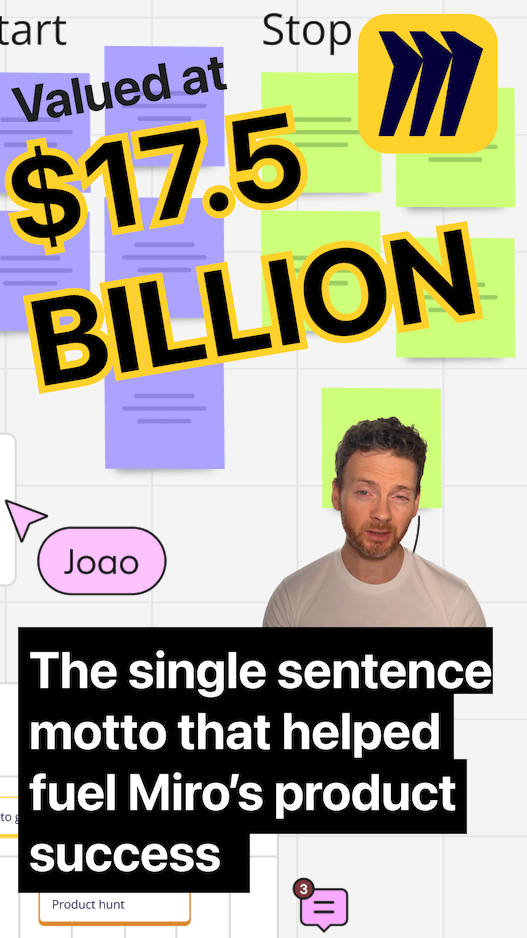 tart
Stop
Valued at
$17.5
BILLION
Joao
The single sentence
motto that helped
fuel Miro’s product
success
to g
Product hunt
3